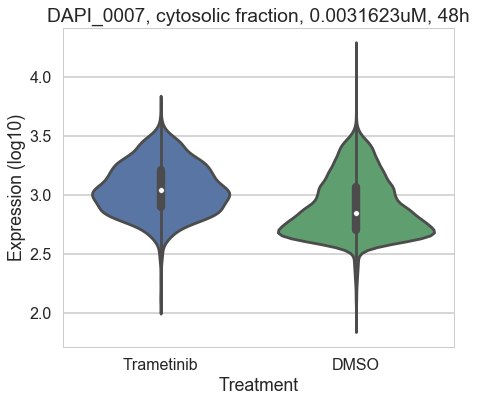 DAPI_0007, cytosolic fraction, 0.0031623uM, 48h
4.0
3.5
3.0
2.5
2.0
Expression (log10)
Trametinib
DMSO
Treatment